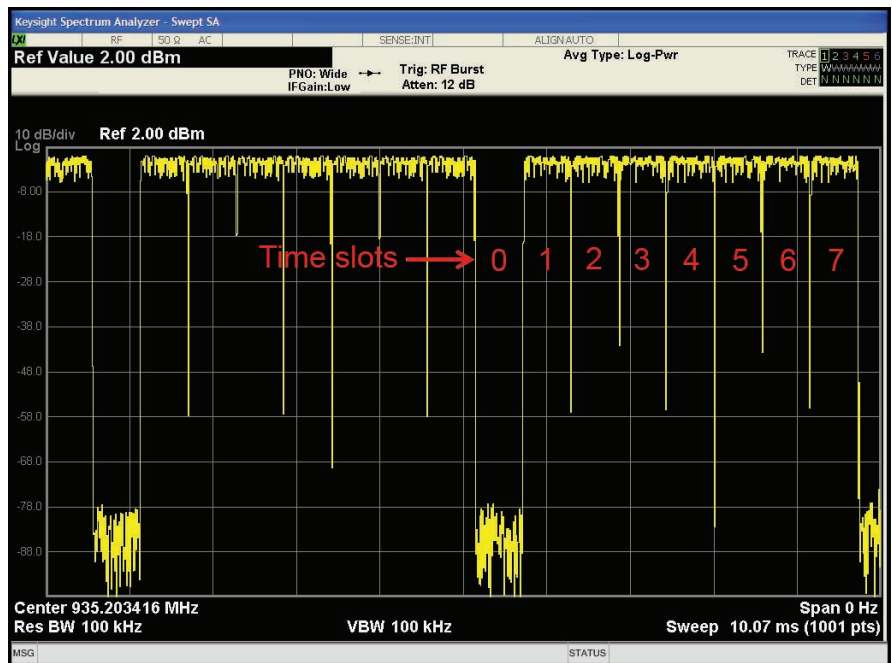 Keysight Spectrum Analyzer - Swept SA
LXI RF 50 Ω AC SENSE:INT ALIGN AUTO
Ref Value 2.00 dBm
PNO: Wide
IFGain:Low
Trig: RF Burst
Atten: 12 dB
Avg Type: Log-Pwr
TRACE 1 2 3 4 5 6
TYPE WWWWWW
DET N N N N N N
10 dB/div Ref 2.00 dBm
Log
-8.00
-18.0
Time slots 0 1 2 3 4 5 6 7
-28.0
-38.0
-48.0
-58.0
-68.0
-78.0
-88.0
Center 935.203416 MHz Span 0 Hz
Res BW 100 kHz VBW 100 kHz Sweep 10.07 ms (1001 pts)
MSG STATUS